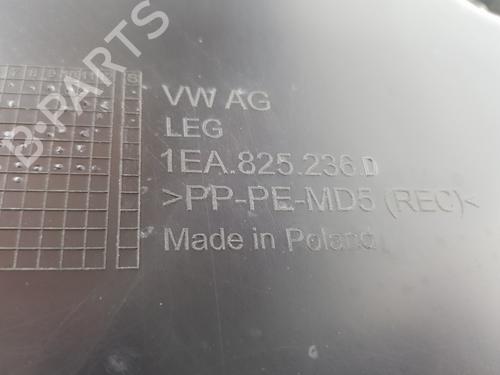 B-PARTS
VW AG
LEG
1EA.825.236.D
>PP-PE-MD5 (REC)<
Made in Poland